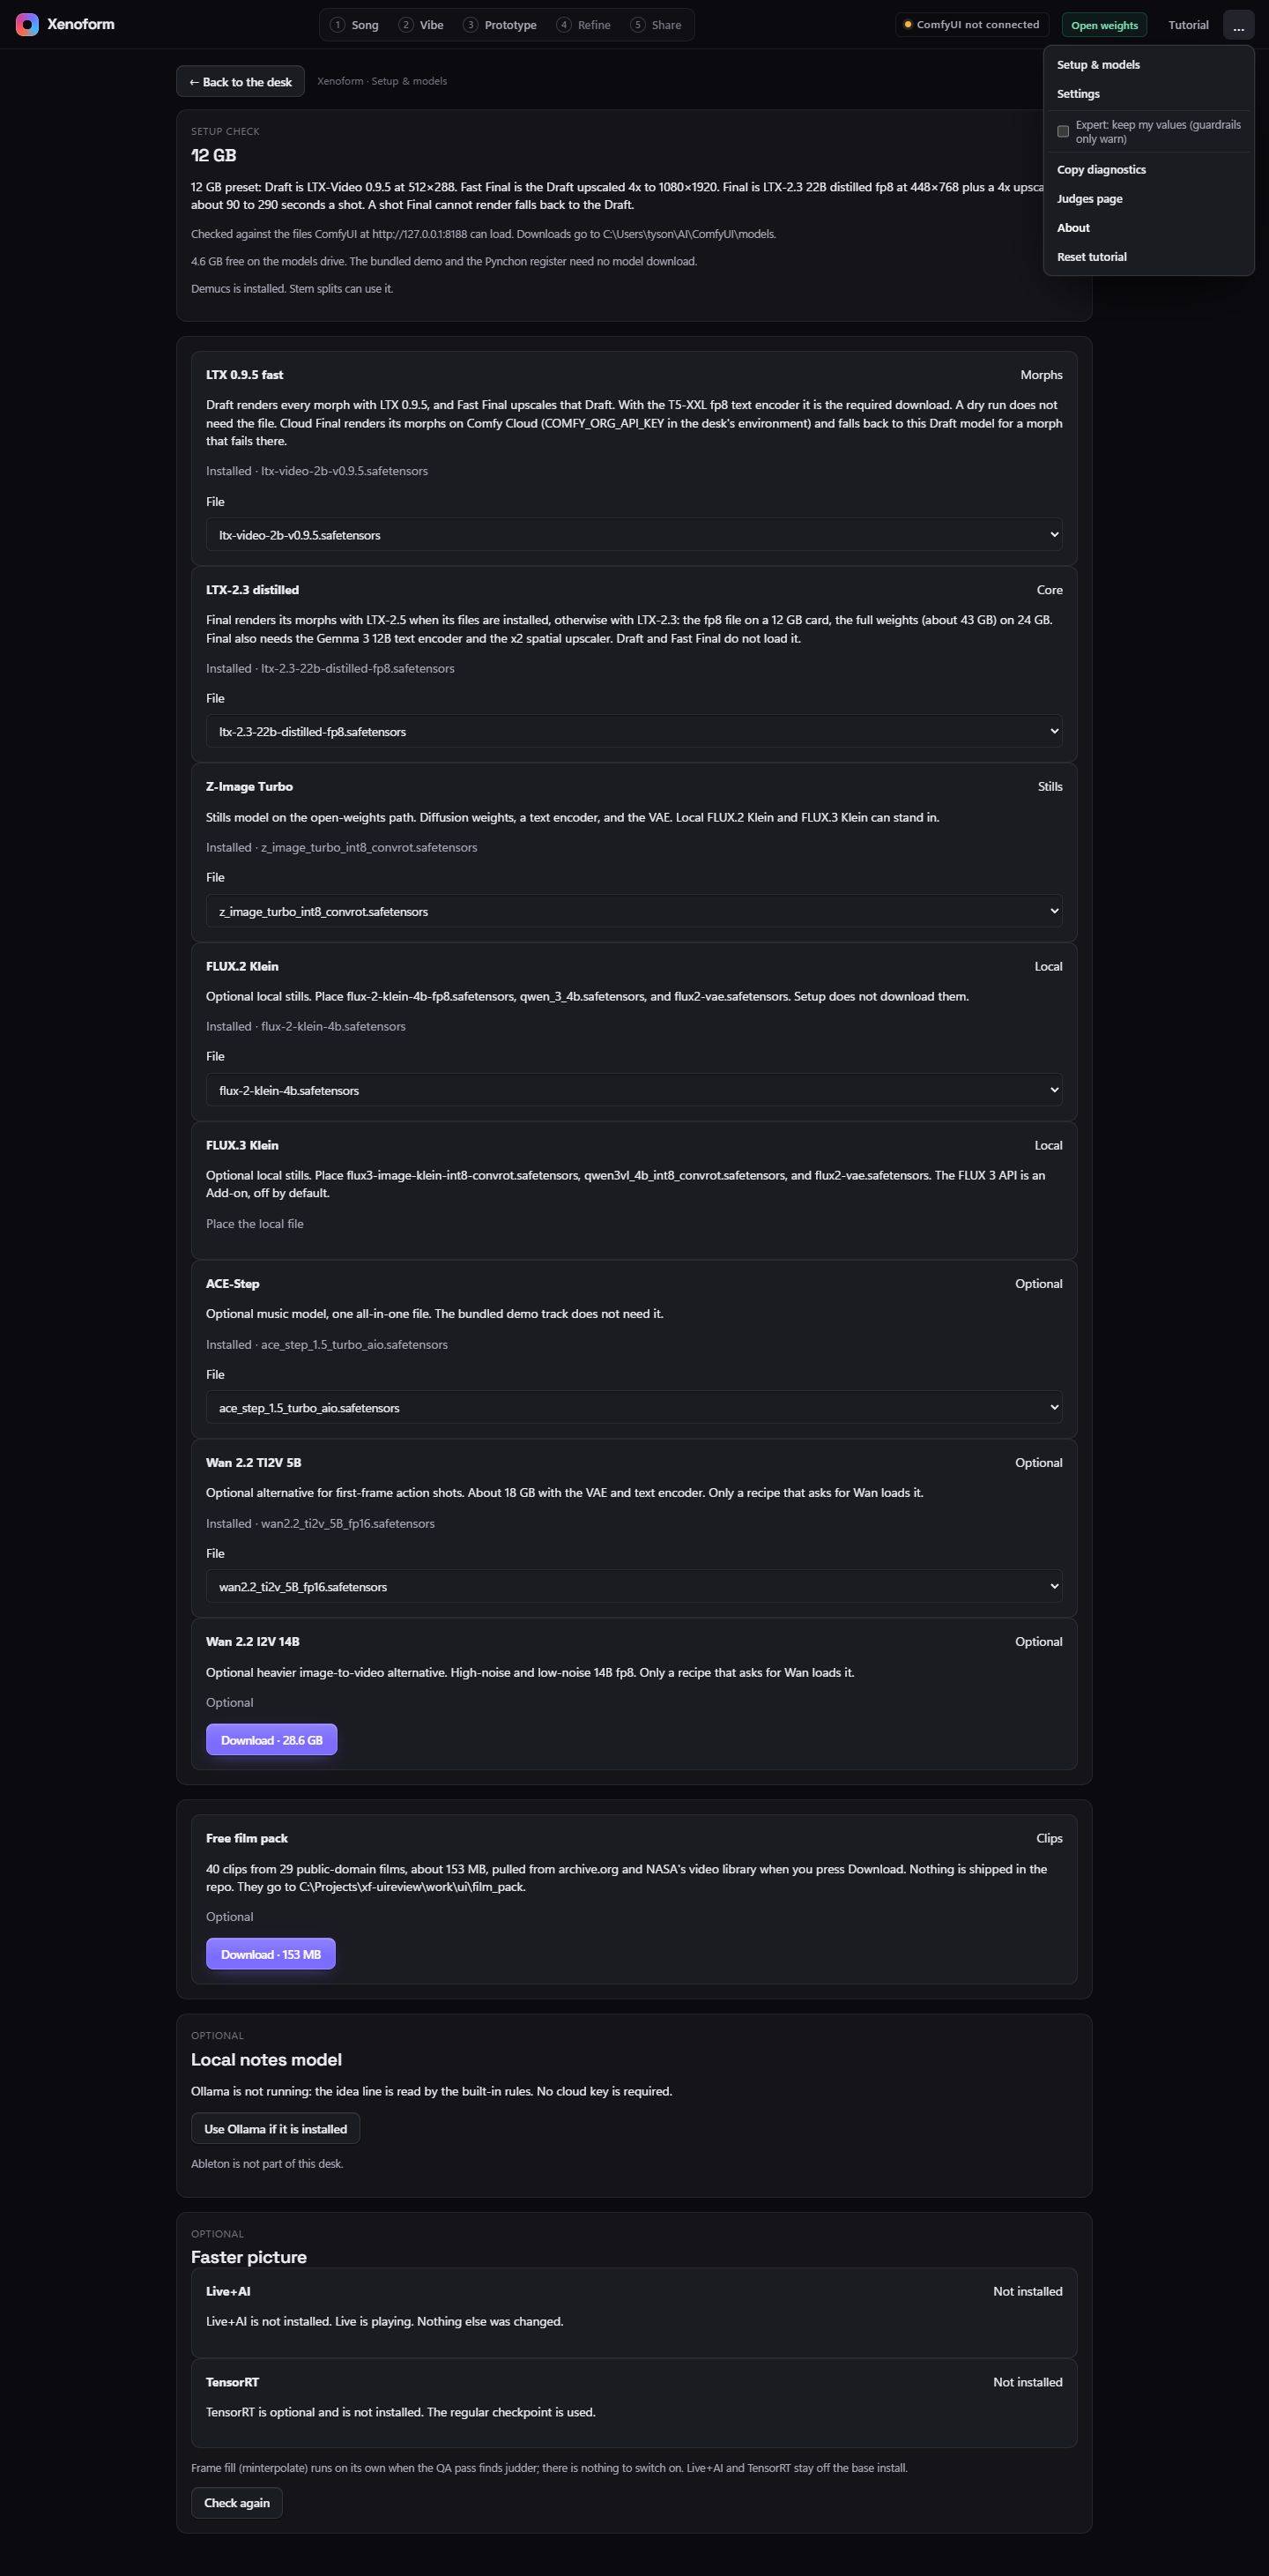 Xenoform
1 Song 2 Vibe 3 Prototype 4 Refine 5 Share
ComfyUI not connected
Open weights
Tutorial
...
Setup & models
Settings
Expert: keep my values (guardrails
only warn)
Copy diagnostics
Judges page
About
Reset tutorial
← Back to the desk
Xenoform · Setup & models
SETUP CHECK
12 GB
12 GB preset: Draft is LTX-Video 0.9.5 at 512×288. Fast Final is the Draft upscaled 4x to 1080×1920. Final is LTX-2.3 22B distilled fp8 at 448×768 plus a 4x
about 90 to 290 seconds a shot. A shot Final cannot render falls back to the Draft.
Checked against the files ComfyUI at http://127.0.0.1:8188 can load. Downloads go to C:\Users\tyson\AI\ComfyUI\models.
4.6 GB free on the models drive. The bundled demo and the Pynchon register need no model download.
Demucs is installed. Stem splits can use it.
LTX 0.9.5 fast
Morphs
Draft renders every morph with LTX 0.9.5, and Fast Final upscales that Draft. With the T5-XXL fp8 text encoder it is the required download. A dry run does not
need the file. Cloud Final renders its morphs on Comfy Cloud (COMFY_ORG_API_KEY in the desk's environment) and falls back to this Draft model for a morph
that fails there.
Installed · ltx-video-2b-v0.9.5.safetensors
File
ltx-video-2b-v0.9.5.safetensors
LTX-2.3 distilled
Core
Final renders its morphs with LTX-2.5 when its files are installed, otherwise with LTX-2.3: the fp8 file on a 12 GB card, the full weights (about 43 GB) on 24 GB.
Final also needs the Gemma 3 12B text encoder and the x2 spatial upscaler. Draft and Fast Final do not load it.
Installed · ltx-2.3-22b-distilled-fp8.safetensors
File
ltx-2.3-22b-distilled-fp8.safetensors
Z-Image Turbo
Stills
Stills model on the open-weights path. Diffusion weights, a text encoder, and the VAE. Local FLUX.2 Klein and FLUX.3 Klein can stand in.
Installed · z_image_turbo_int8_convrot.safetensors
File
z_image_turbo_int8_convrot.safetensors
FLUX.2 Klein
Local
Optional local stills. Place flux-2-klein-4b-fp8.safetensors, qwen_3_4b.safetensors, and flux2-vae.safetensors. Setup does not download them.
Installed · flux-2-klein-4b.safetensors
File
flux-2-klein-4b.safetensors
FLUX.3 Klein
Local
Optional local stills. Place flux3-image-klein-int8-convrot.safetensors, qwen3vl_4b_int8_convrot.safetensors, and flux2-vae.safetensors. The FLUX 3 API is an
Add-on, off by default.
Place the local file
ACE-Step
Optional
Optional music model, one all-in-one file. The bundled demo track does not need it.
Installed · ace_step_1.5_turbo_aio.safetensors
File
ace_step_1.5_turbo_aio.safetensors
Wan 2.2 TI2V 5B
Optional
Optional alternative for first-frame action shots. About 18 GB with the VAE and text encoder. Only a recipe that asks for Wan loads it.
Installed · wan2.2_ti2v_5B_fp16.safetensors
File
wan2.2_ti2v_5B_fp16.safetensors
Wan 2.2 I2V 14B
Optional
Optional heavier image-to-video alternative. High-noise and low-noise 14B fp8. Only a recipe that asks for Wan loads it.
Optional
Download · 28.6 GB
Free film pack
Clips
40 clips from 29 public-domain films, about 153 MB, pulled from archive.org and NASA's video library when you press Download. Nothing is shipped in the
repo. They go to C:\Projects\xf-uireview\work\ui\film_pack.
Optional
Download · 153 MB
OPTIONAL
Local notes model
Ollama is not running: the idea line is read by the built-in rules. No cloud key is required.
Use Ollama if it is installed
Ableton is not part of this desk.
OPTIONAL
Faster picture
Live+AI
Not installed
Live+AI is not installed. Live is playing. Nothing else was changed.
TensorRT
Not installed
TensorRT is optional and is not installed. The regular checkpoint is used.
Frame fill (minterpolate) runs on its own when the QA pass finds judder; there is nothing to switch on. Live+AI and TensorRT stay off the base install.
Check again